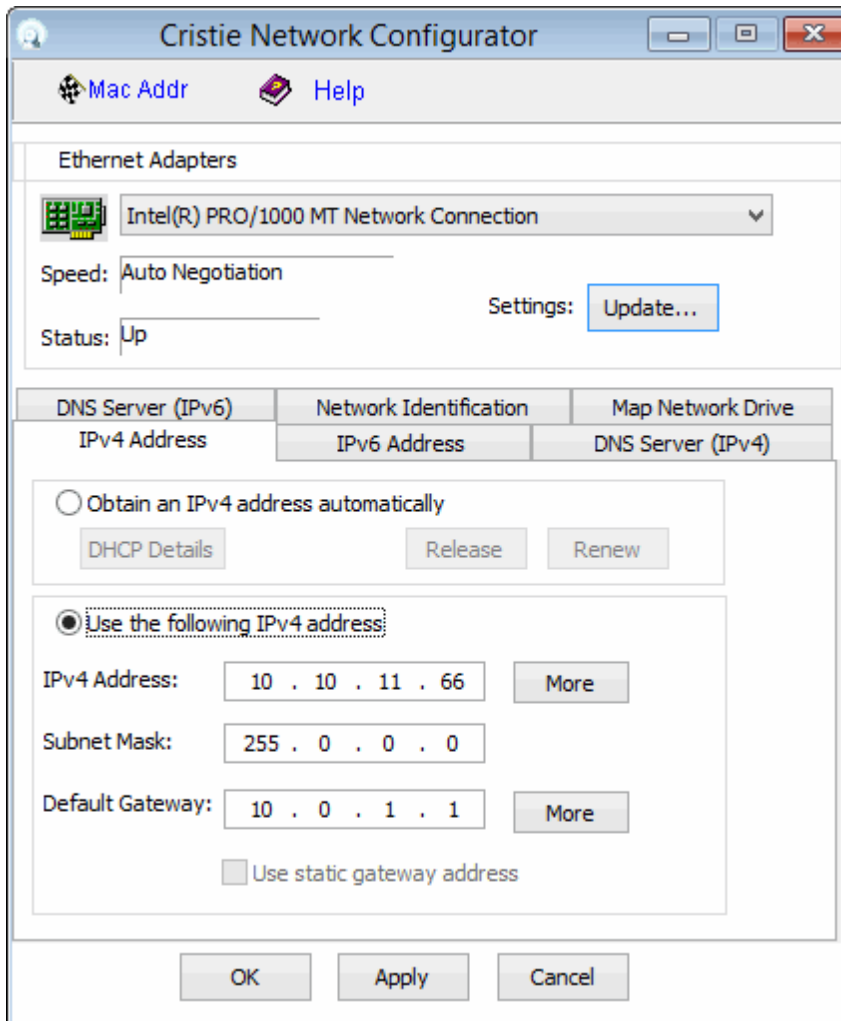 Cristie Network Configurator
Mac Addr Help
Ethernet Adapters
Intel(R) PRO/1000 MT Network Connection
Speed: Auto Negotiation
Settings: Update...
Status: Up
DNS Server (IPv6) Network Identification Map Network Drive
IPv4 Address IPv6 Address DNS Server (IPv4)
Obtain an IPv4 address automatically
DHCP Details Release Renew
Use the following IPv4 address
IPv4 Address: 10 . 10 . 11 . 66 More
Subnet Mask: 255 . 0 . 0 . 0
Default Gateway: 10 . 0 . 1 . 1 More
Use static gateway address
OK Apply Cancel